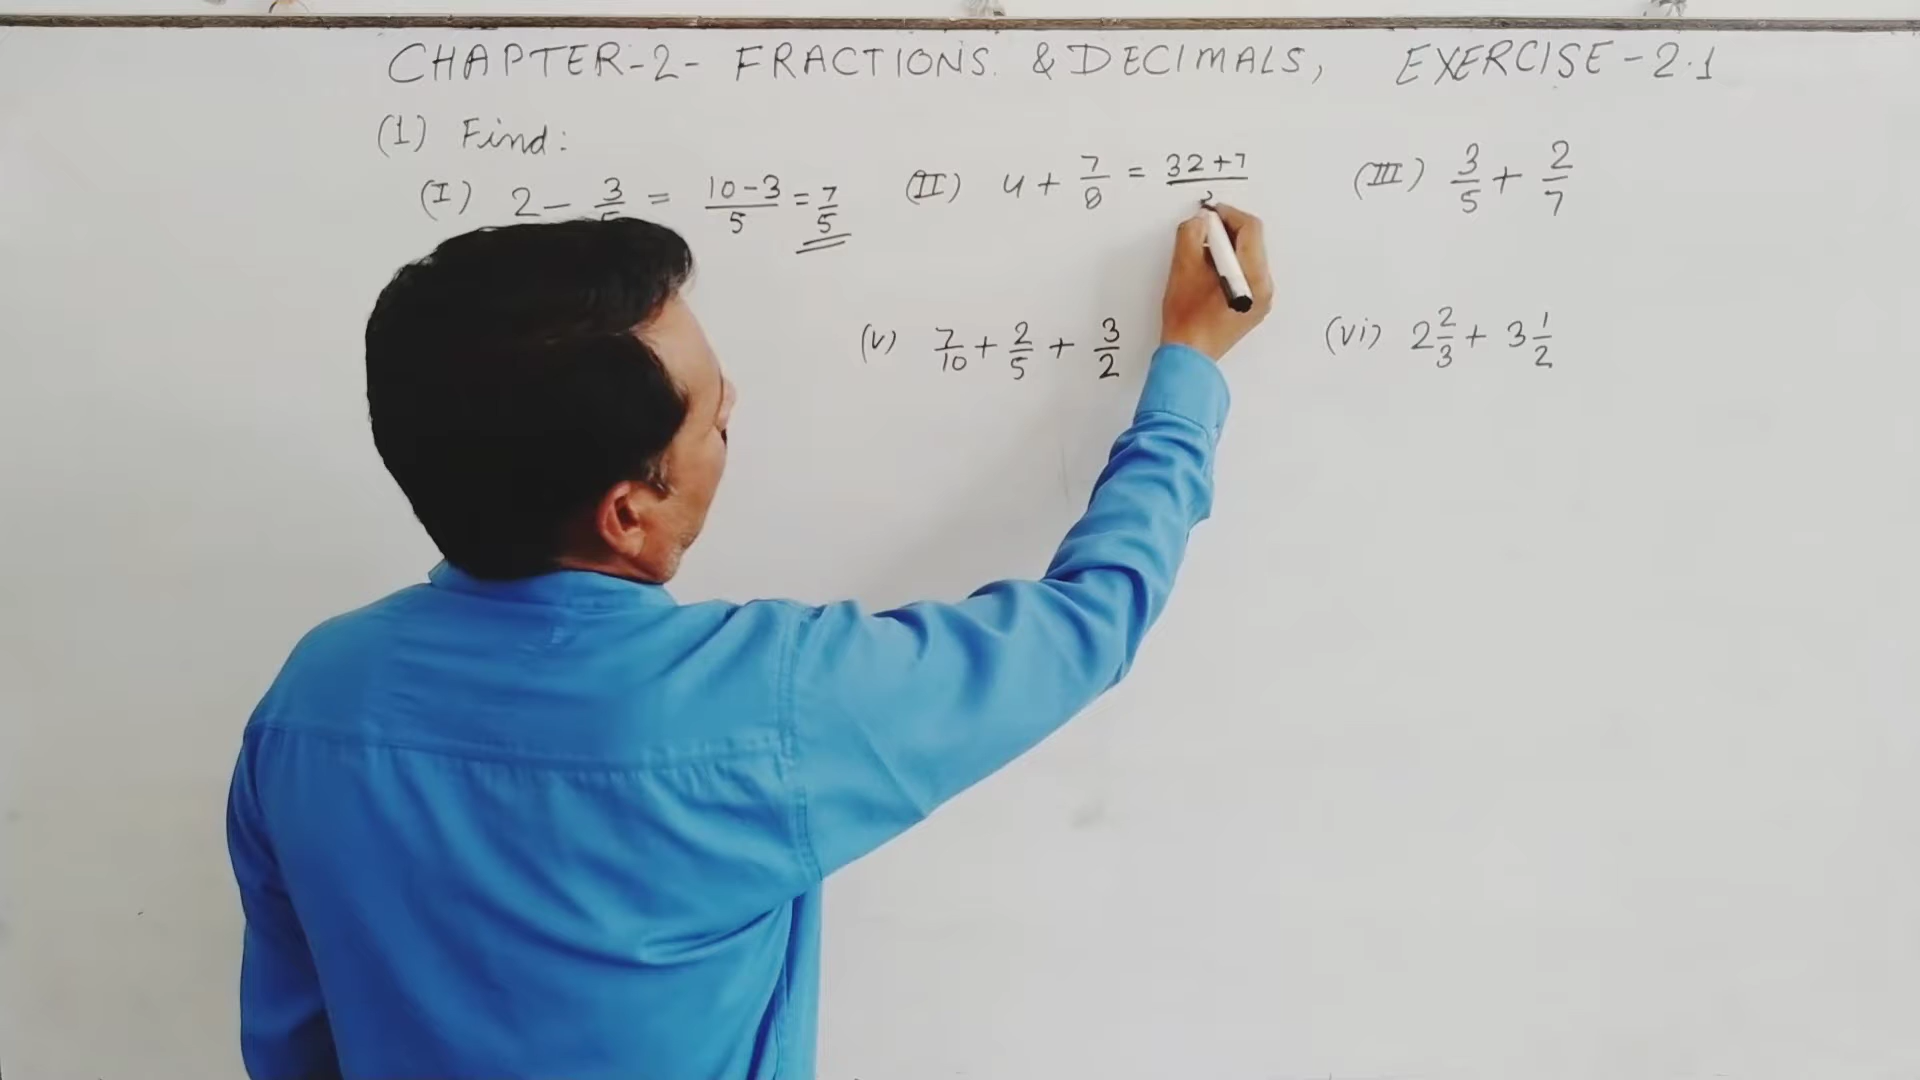 CHAPTER-2- FRACTIONS. & DECIMALS, EXERCISE-2.1
(1) Find:
(I) 2 - 3/5 = 10-3/5 = 7/5 (II) 4 + 7/8 = 32+7/ (III) 3/5 + 2/7
(V) 7/10 + 2/5 + 3/2 (vi) 2 2/3 + 3 1/2